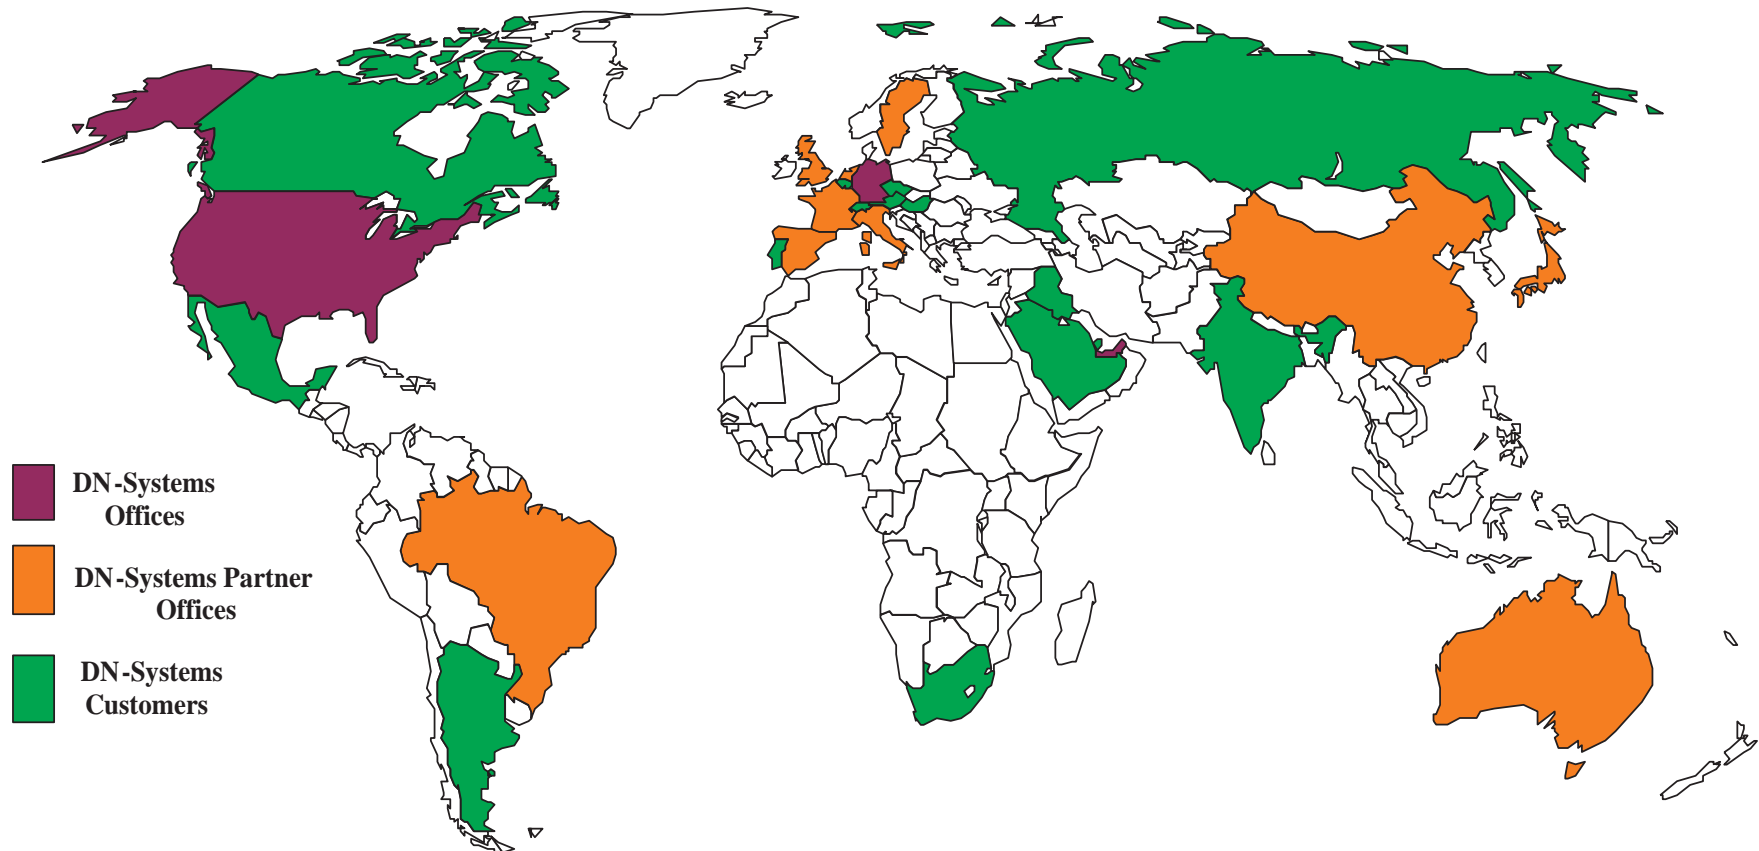 DN-Systems
Offices
DN-Systems Partner
Offices
DN-Systems
Customers